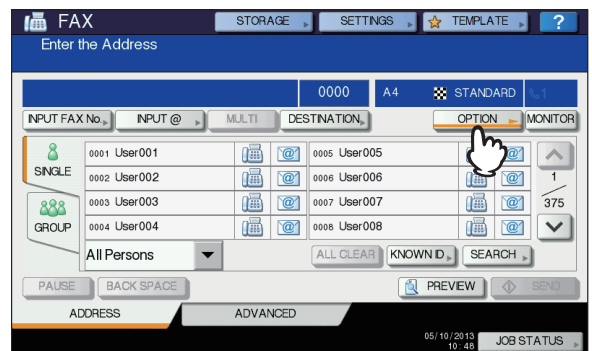 FAX STORAGE SETTINGS TEMPLATE ?
Enter the Address
0000 A4 STANDARD 1
INPUT FAX No. INPUT @ MULTI DESTINATION OPTION MONITOR
SINGLE
0001 User001 @ 0005 User005 @
0002 User002 @ 0006 User006 @
1
375
GROUP
0003 User003 @ 0007 User007 @
0004 User004 @ 0008 User008 @
All Persons ALL CLEAR KNOWN ID SEARCH
PAUSE BACK SPACE PREVIEW SEND
ADDRESS ADVANCED
05/10/2013
10:48
JOB STATUS